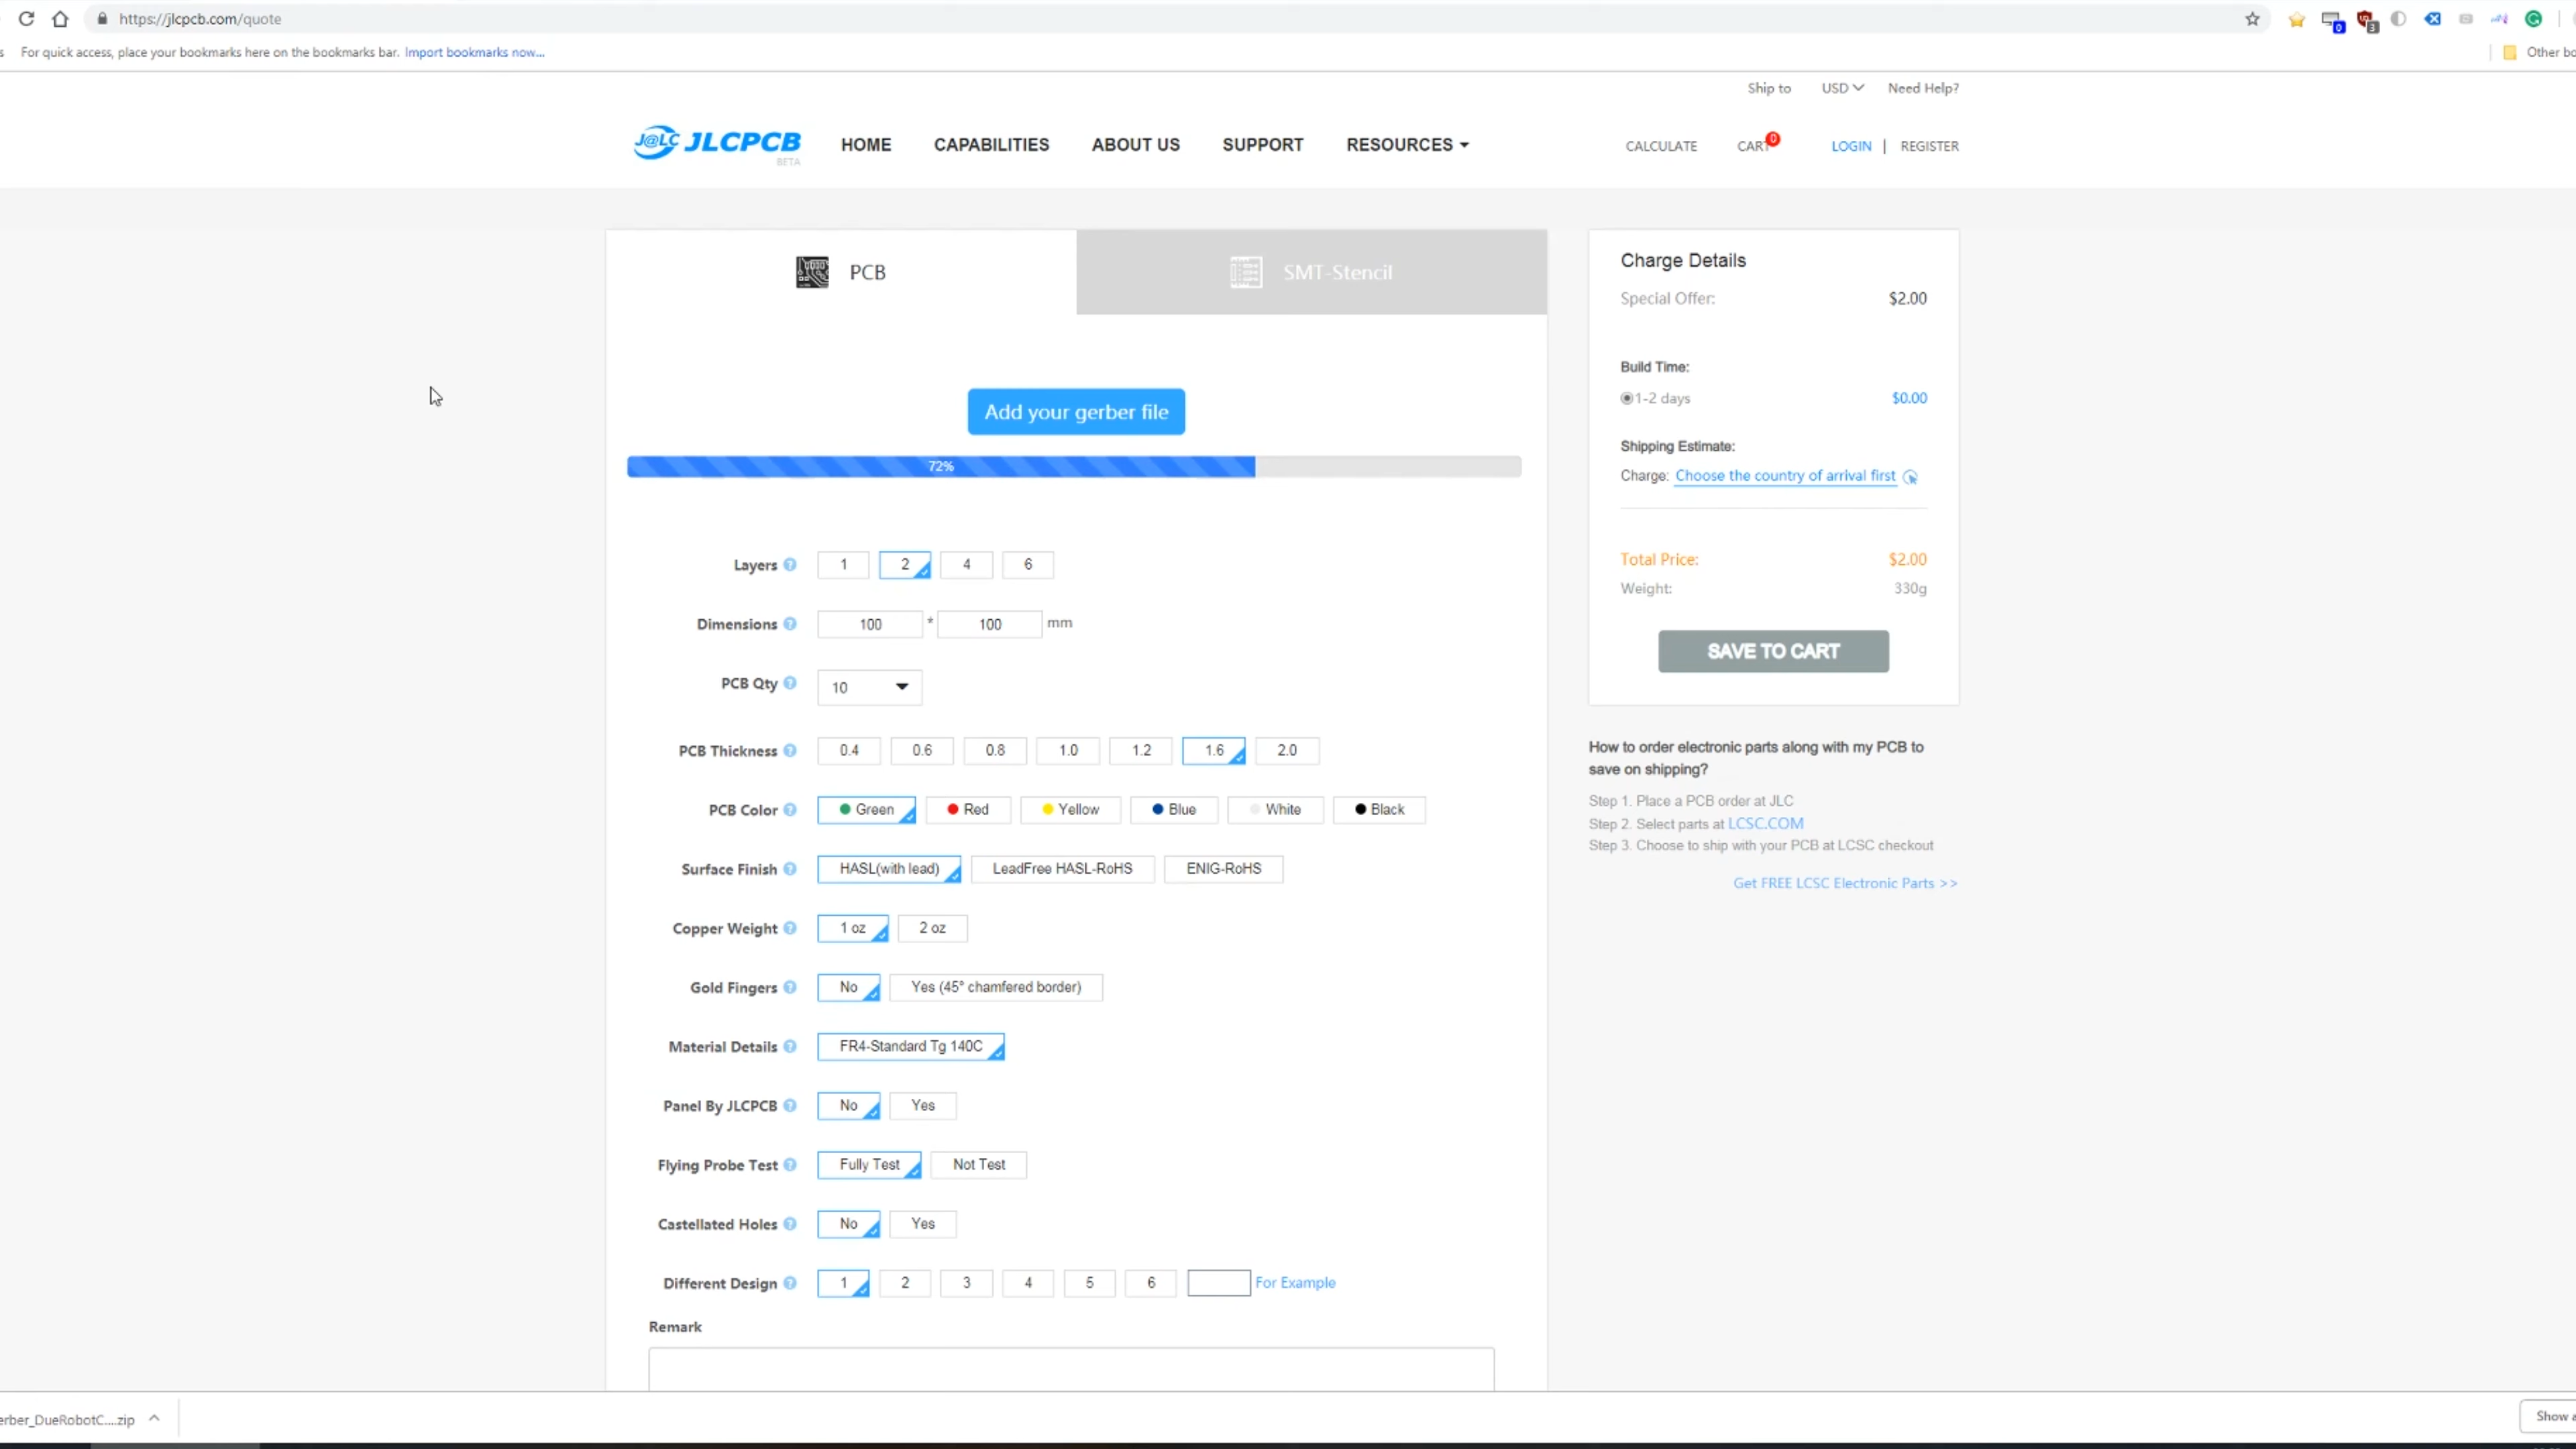 https://jlcpcb.com/quote
0
3
For quick access, place your bookmarks here on the bookmarks bar. Import bookmarks now...
Other bo
Ship to USD Need Help?
J@LC JLCPCB
BETA
HOME CAPABILITIES ABOUT US SUPPORT RESOURCES
CALCULATE CART 0 LOGIN | REGISTER
PCB
SMT-Stencil
Add your gerber file
72%
Layers ? 1 2 4 6
Dimensions ? 100 * 100 mm
PCB Qty ? 10
PCB Thickness ? 0.4 0.6 0.8 1.0 1.2 1.6 2.0
PCB Color ? Green Red Yellow Blue White Black
Surface Finish ? HASL(with lead) LeadFree HASL-RoHS ENIG-RoHS
Copper Weight ? 1 oz 2 oz
Gold Fingers ? No Yes (45° chamfered border)
Material Details ? FR4-Standard Tg 140C
Panel By JLCPCB ? No Yes
Flying Probe Test ? Fully Test Not Test
Castellated Holes ? No Yes
Different Design ? 1 2 3 4 5 6 For Example
Remark
Charge Details
Special Offer: $2.00
Build Time:
1-2 days $0.00
Shipping Estimate:
Charge: Choose the country of arrival first
Total Price: $2.00
Weight: 330g
SAVE TO CART
How to order electronic parts along with my PCB to
save on shipping?
Step 1. Place a PCB order at JLC
Step 2. Select parts at LCSC.COM
Step 3. Choose to ship with your PCB at LCSC checkout
Get FREE LCSC Electronic Parts >>
erber_DueRobotC....zip
Show a